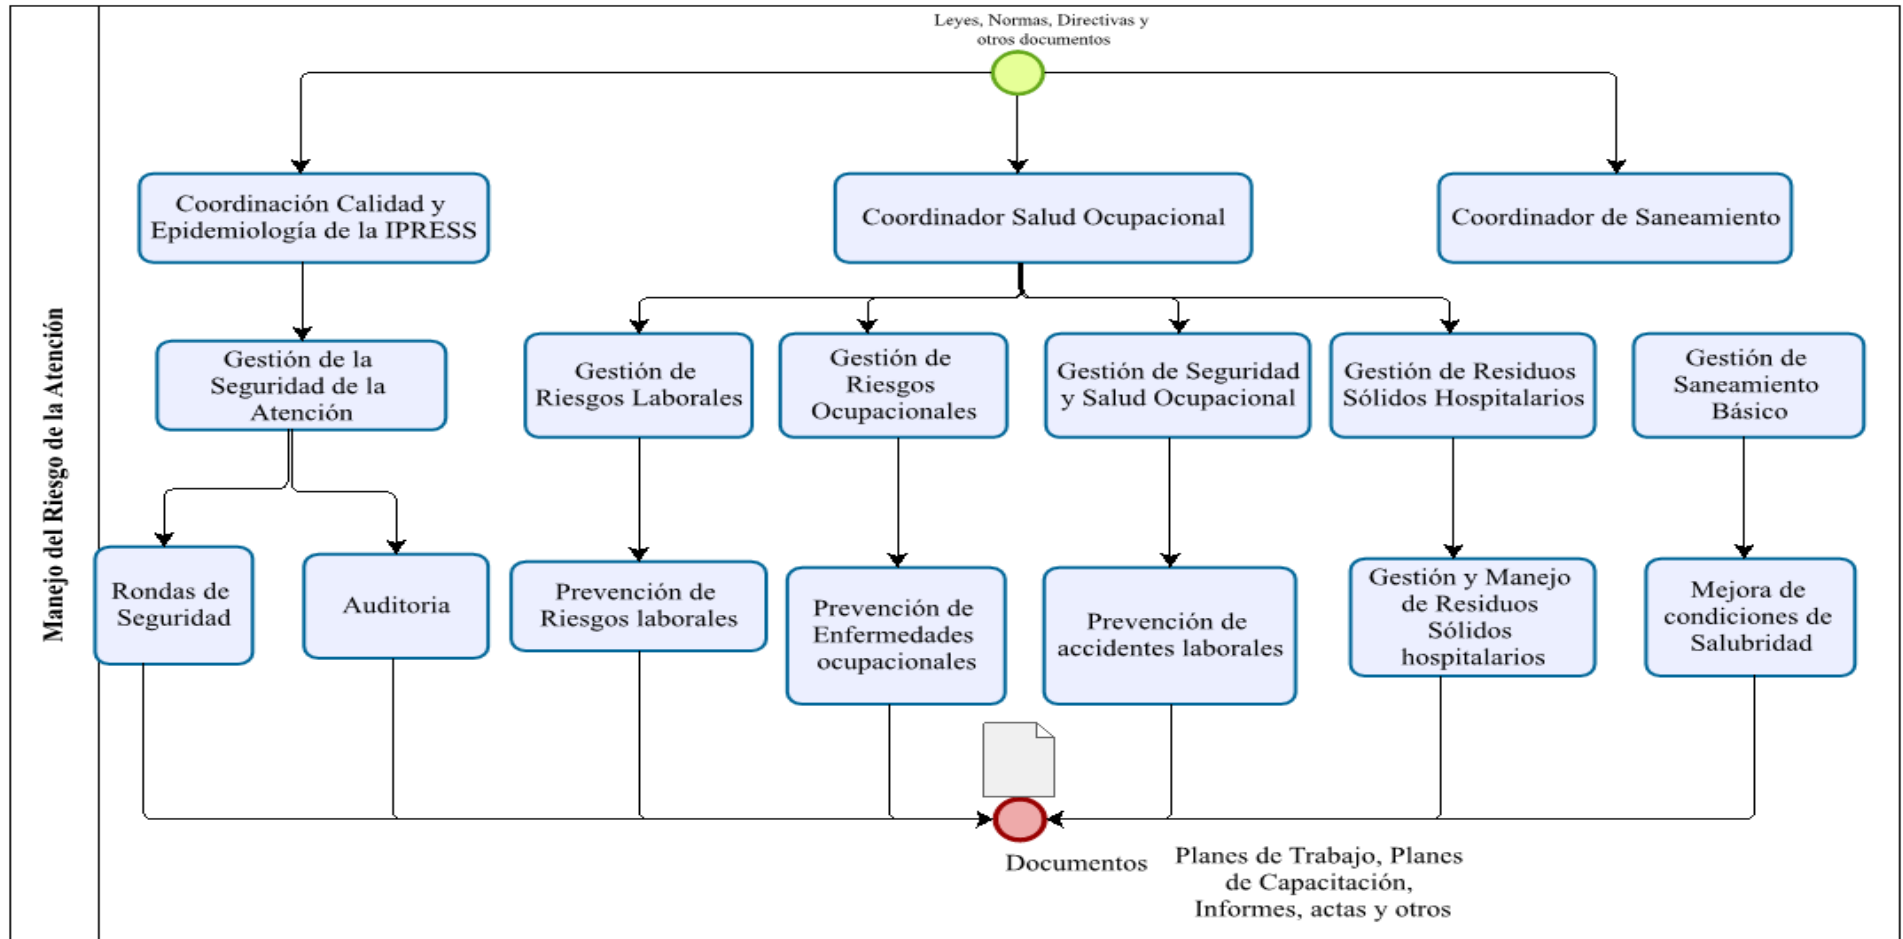 Leyes, Normas, Directivas y
otros documentos
Manejo del Riesgo de la Atención
Coordinación Calidad y
Epidemiología de la IPRESS
Coordinador Salud Ocupacional
Coordinador de Saneamiento
Gestión de la
Seguridad de la
Atención
Gestión de
Riesgos Laborales
Gestión de
Riesgos
Ocupacionales
Gestión de Seguridad
y Salud Ocupacional
Gestión de Residuos
Sólidos Hospitalarios
Gestión de
Saneamiento
Básico
Rondas de
Seguridad
Auditoria
Prevención de
Riesgos laborales
Prevención de
Enfermedades
ocupacionales
Prevención de
accidentes laborales
Gestión y Manejo
de Residuos
Sólidos
hospitalarios
Mejora de
condiciones de
Salubridad
Documentos
Planes de Trabajo, Planes
de Capacitación,
Informes, actas y otros